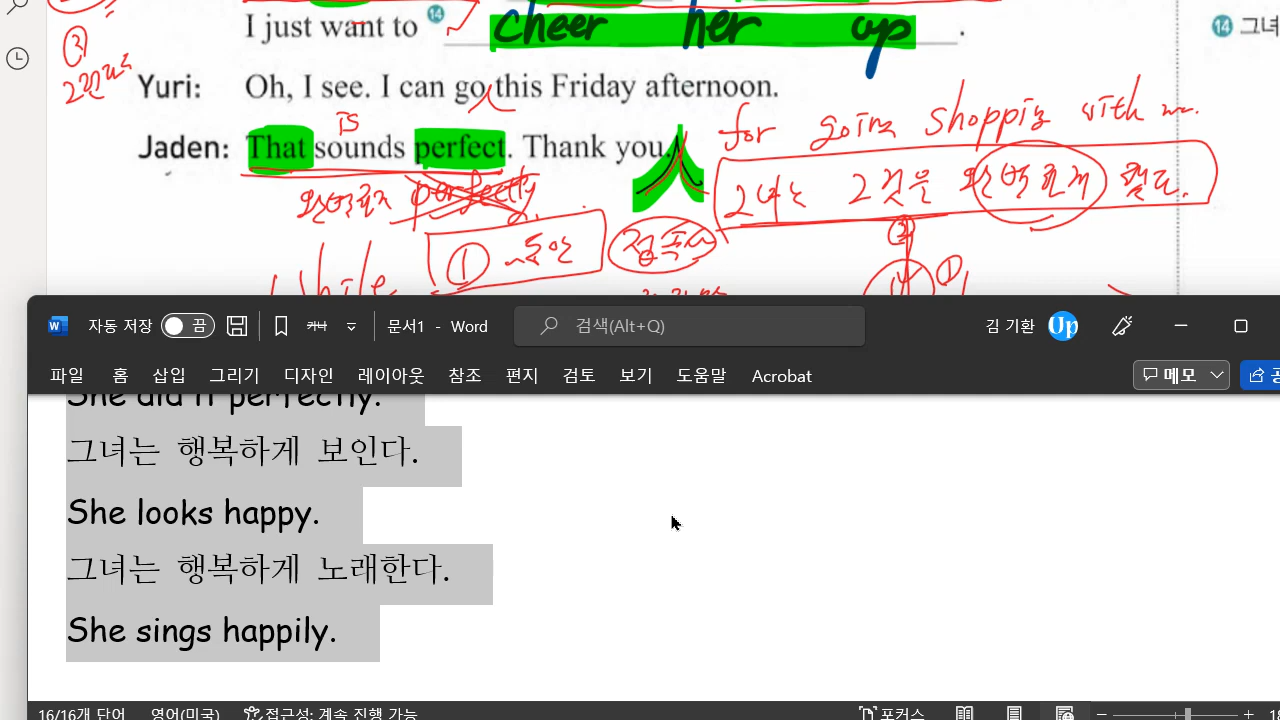 I just want to ⑭ cheer her up.
⑭ 그녀
②
Yuri: Oh, I see. I can go this Friday afternoon.
for going shopping with me.
is
Jaden: That sounds perfect. Thank you.
완벽하게 perfectly
그녀는 그것을 완벽하게 했다.
① ~동안 접속사
②
while
①
자동 저장 끔 문서1 - Word 검색(Alt+Q) 김 기환 Up
파일 홈 삽입 그리기 디자인 레이아웃 참조 편지 검토 보기 도움말 Acrobat 메모
She did it perfectly.
그녀는 행복하게 보인다.
She looks happy.
그녀는 행복하게 노래한다.
She sings happily.
16/16개 단어 영어(미국) 접근성: 계속 진행 가능 포커스